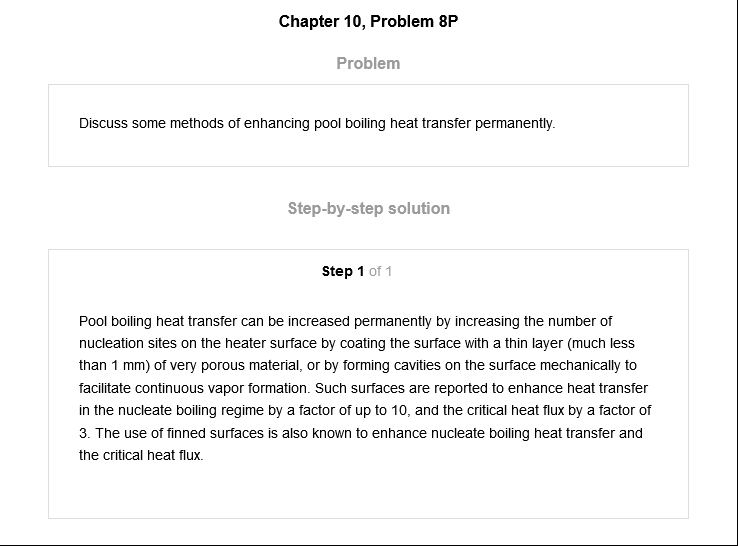 Chapter 10, Problem 8P
Problem
Discuss some methods of enhancing pool boiling heat transfer permanently.
Step-by-step solution
Step 1 of 1
Pool boiling heat transfer can be increased permanently by increasing the number of
nucleation sites on the heater surface by coating the surface with a thin layer (much less
than 1 mm) of very porous material, or by forming cavities on the surface mechanically to
facilitate continuous vapor formation. Such surfaces are reported to enhance heat transfer
in the nucleate boiling regime by a factor of up to 10, and the critical heat flux by a factor of
3. The use of finned surfaces is also known to enhance nucleate boiling heat transfer and
the critical heat flux.